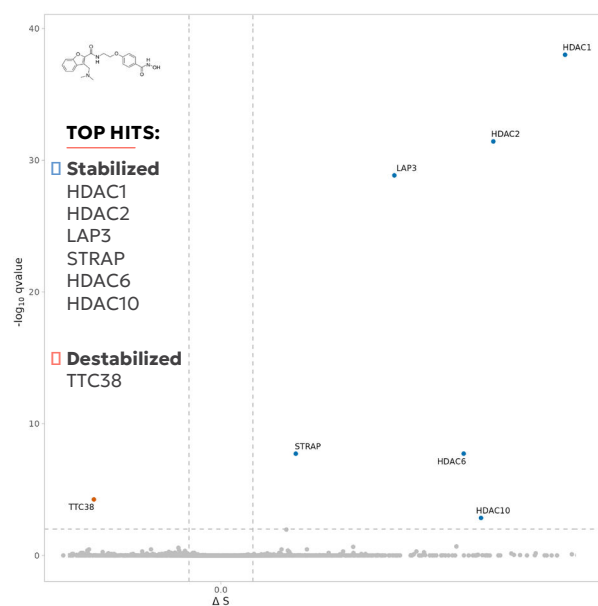 40
HDAC1
O
H
N
O
O
N
H
O
N
OH
HDAC2
TOP HITS:
30
LAP3
Stabilized
HDAC1
HDAC2
LAP3
STRAP
HDAC6
HDAC10
20
-log10 qvalue
Destabilized
TTC38
10
STRAP
HDAC6
TTC38
HDAC10
0
0.0
Δ S